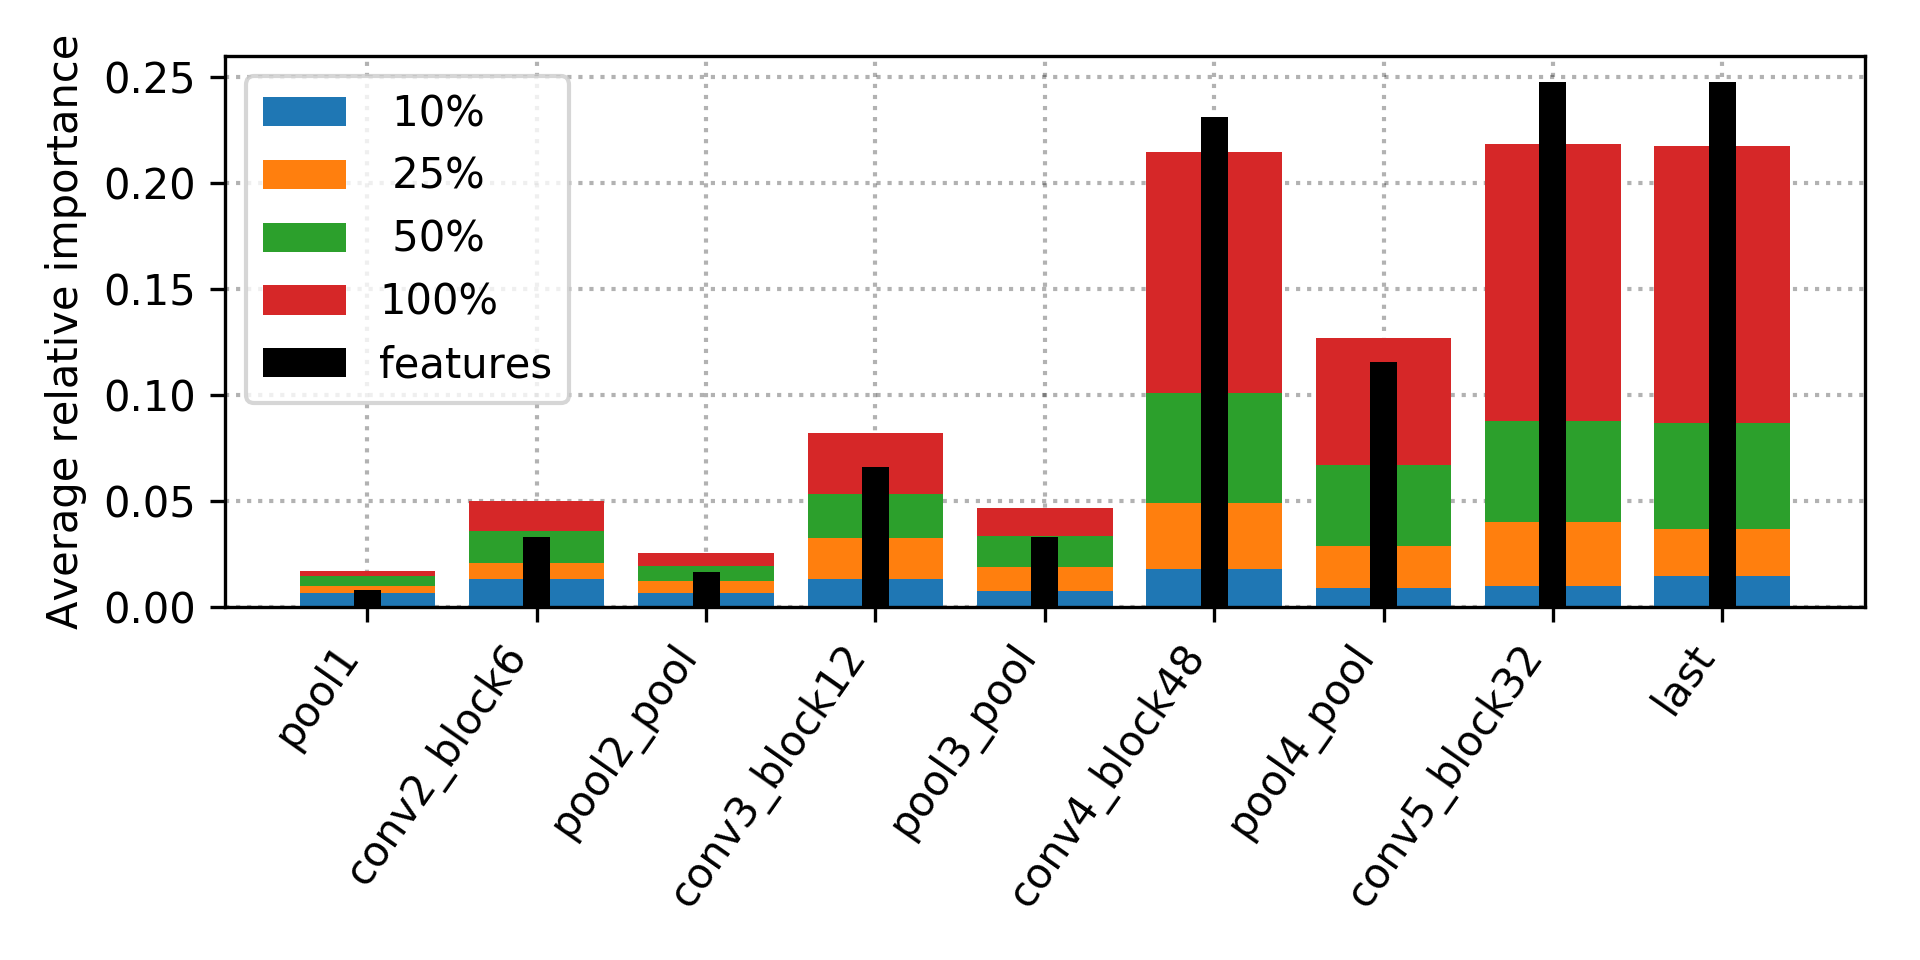 Average relative importance
0.25
0.20
0.15
0.10
0.05
0.00
10%
25%
50%
100%
features
pool1
conv2_block6
pool2_pool
conv3_block12
pool3_pool
conv4_block48
pool4_pool
conv5_block32
last